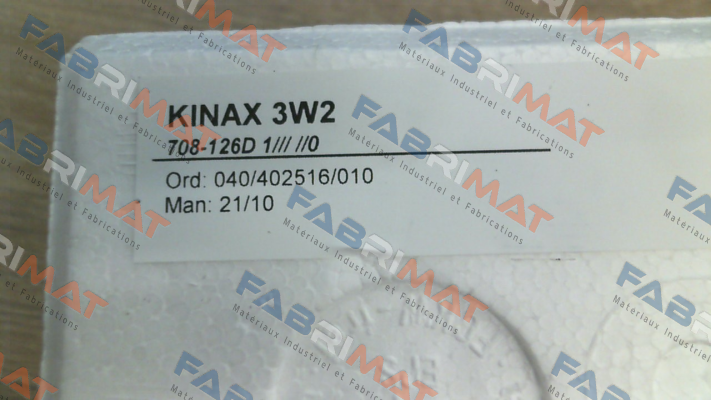 KINAX 3W2
708-126D 1/// //0
Ord: 040/402516/010
Man: 21/10
FABRIMAT
Materiaux Industriel et Fabrications